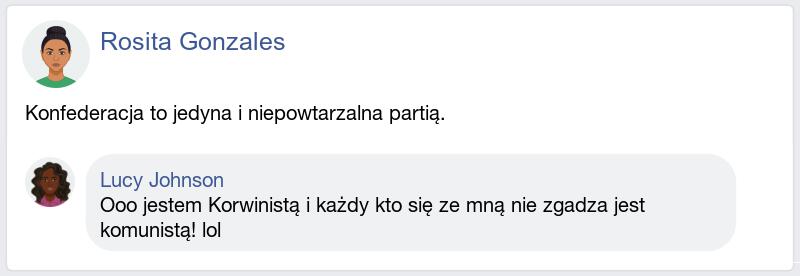 Rosita Gonzales
Konfederacja to jedyna i niepowtarzalna partią.
Lucy Johnson
Ooo jestem Korwinistą i każdy kto się ze mną nie zgadza jest
komunistą! lol